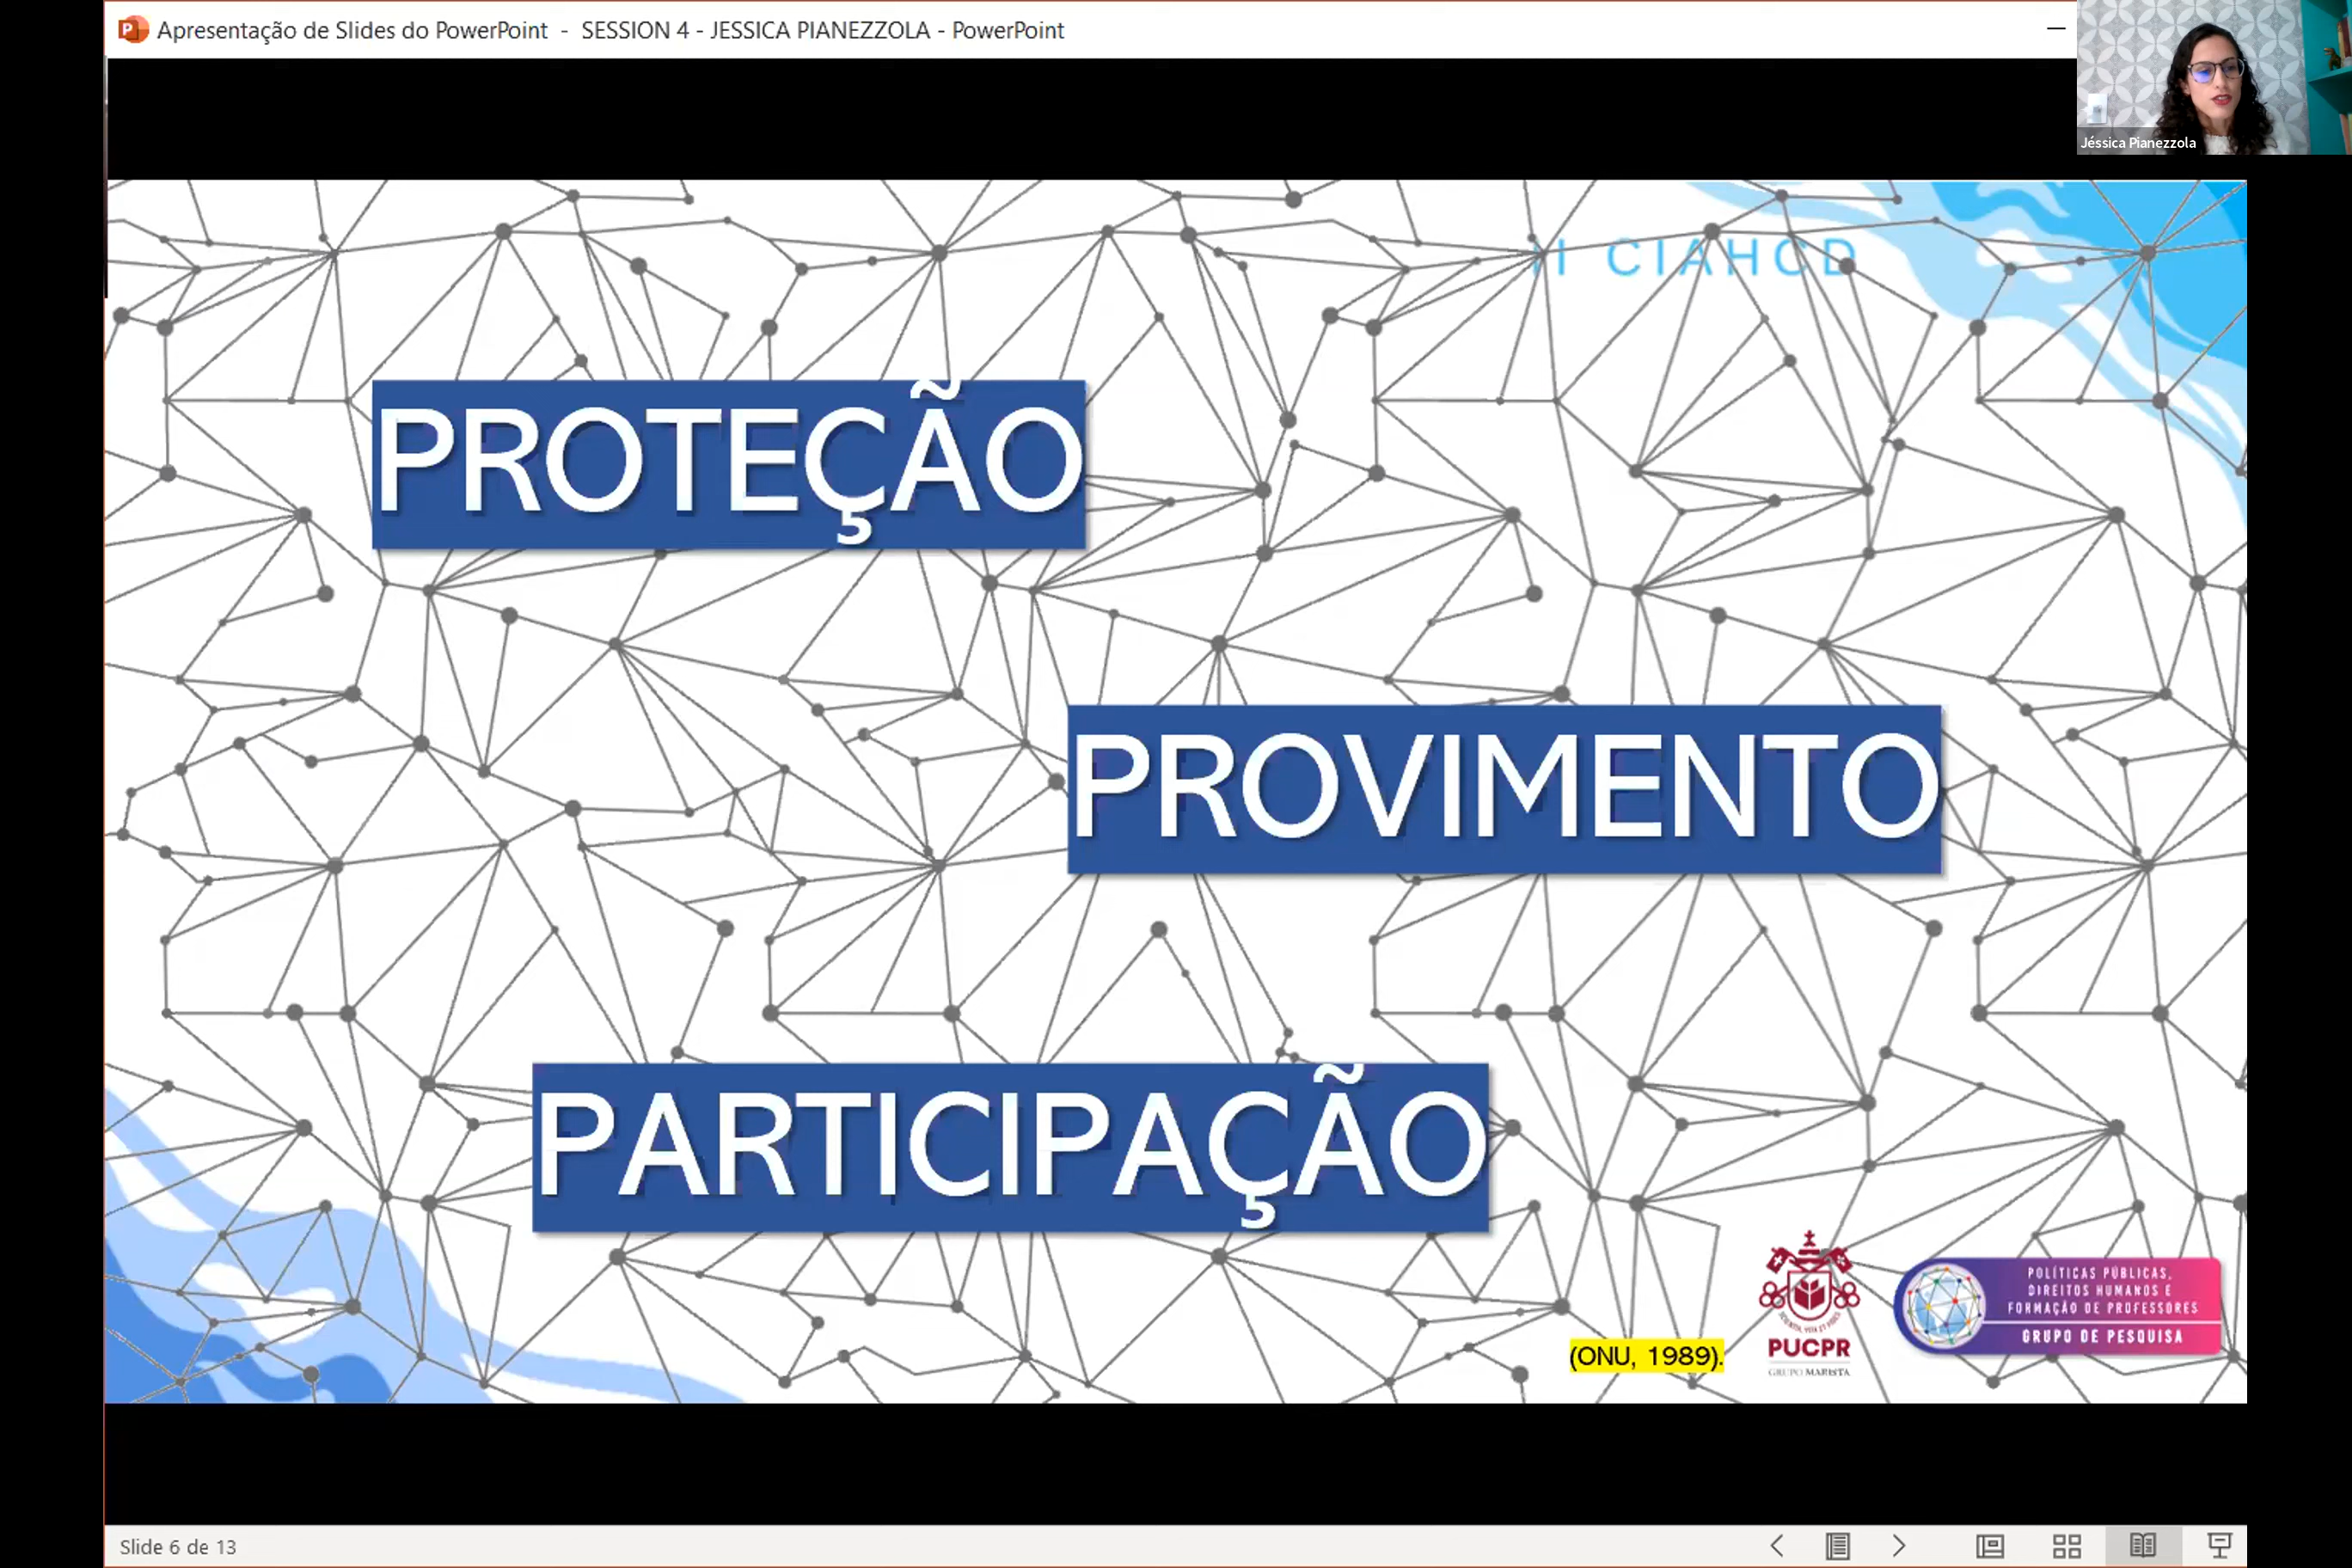 Apresentação de Slides do PowerPoint - SESSION 4 - JESSICA PIANEZZOLA - PowerPoint
Jéssica Pianezzola
II CIAHCD
PROTEÇÃO
PROVIMENTO
PARTICIPAÇÃO
(ONU, 1989).
PUCPR
GRUPO MARISTA
POLÍTICAS PÚBLICAS,
DIREITOS HUMANOS E
FORMAÇÃO DE PROFESSORES
GRUPO DE PESQUISA
Slide 6 de 13